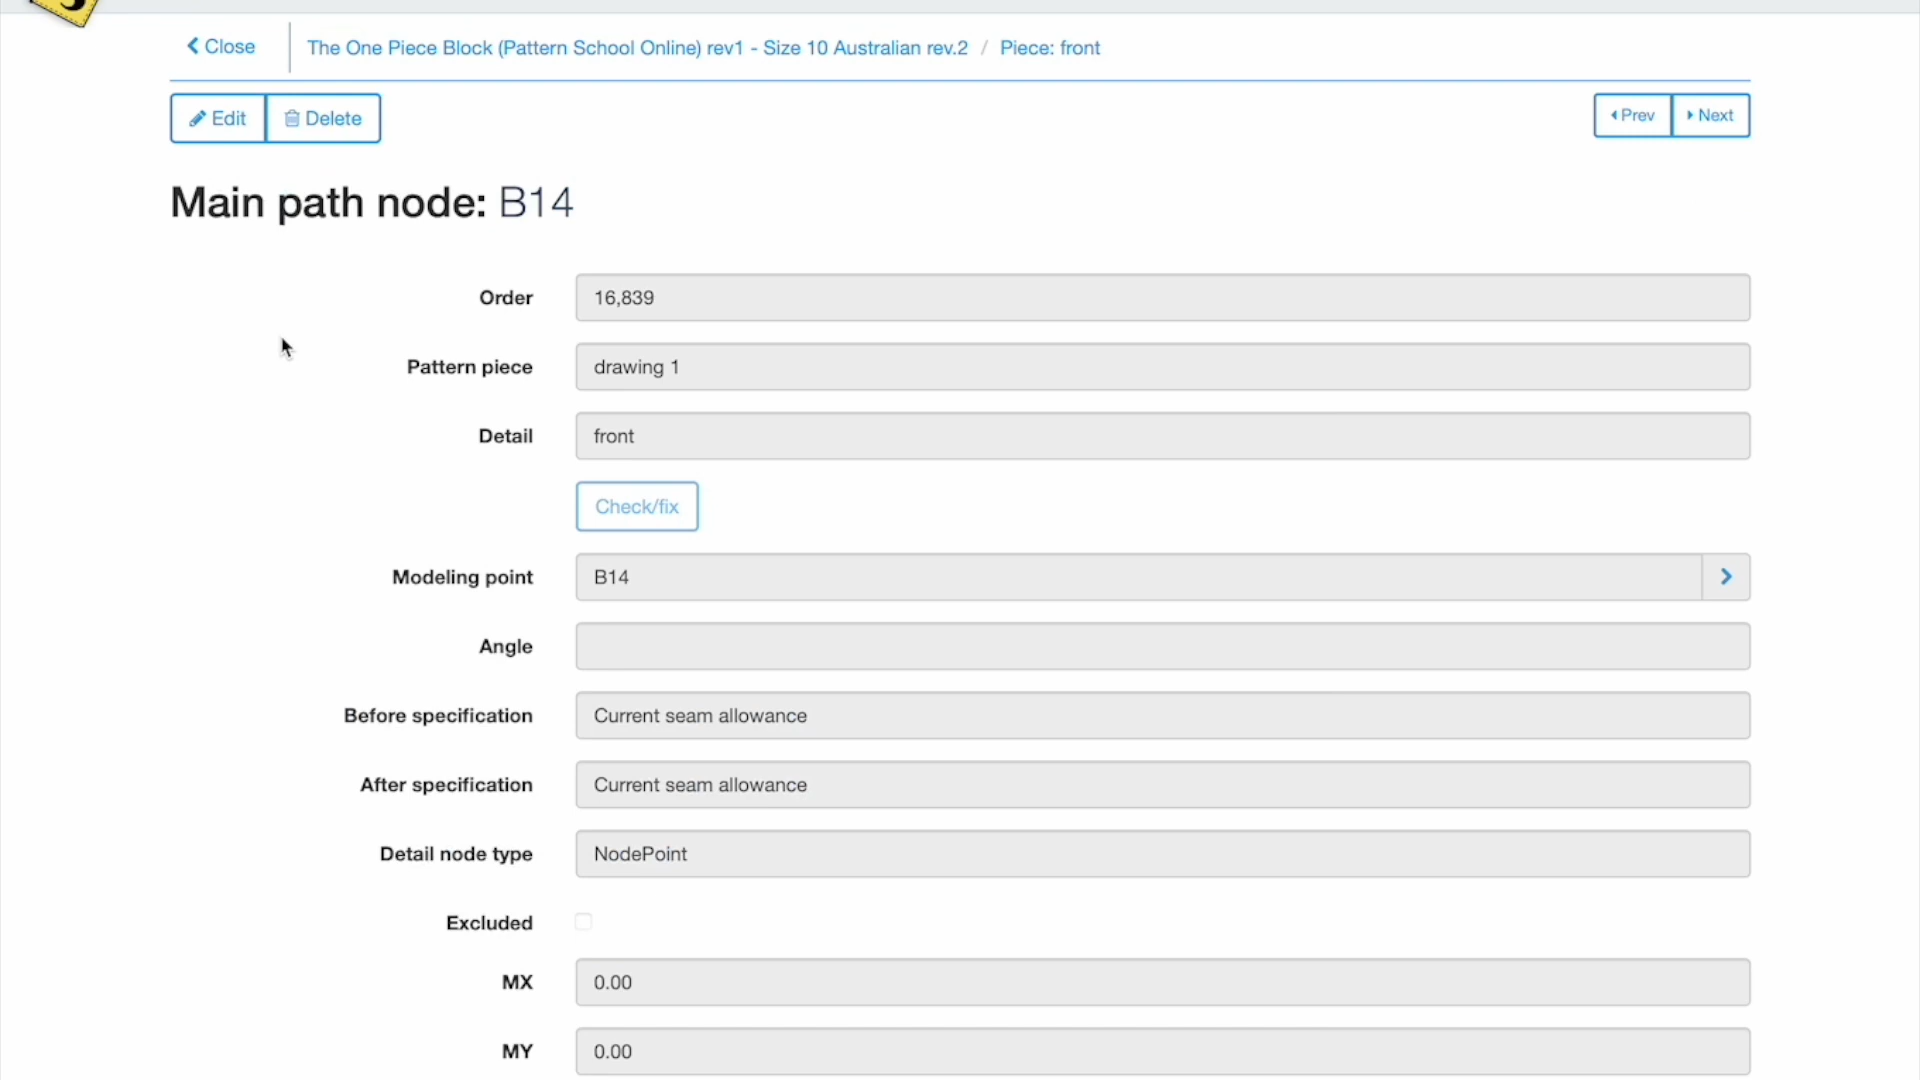 Close
The One Piece Block (Pattern School Online) rev1 - Size 10 Australian rev.2 / Piece: front
Edit Delete Prev Next
Main path node: B14
Order 16,839
Pattern piece drawing 1
Detail front
Check/fix
Modeling point B14
Angle
Before specification Current seam allowance
After specification Current seam allowance
Detail node type NodePoint
Excluded
MX 0.00
MY 0.00